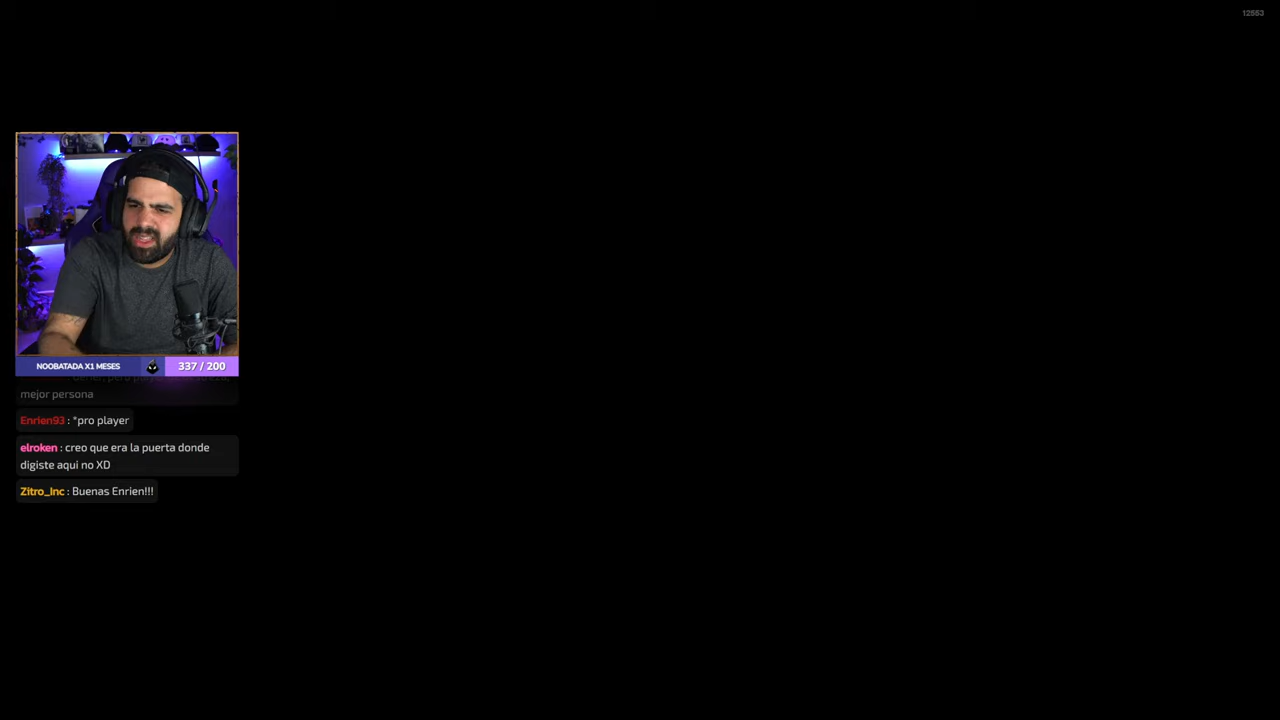 12553
NOOBATADA X1 MESES
337 / 200
mejor persona
Enrien93 : *pro player
elroken : creo que era la puerta donde
digiste aqui no XD
Zitro_Inc : Buenas Enrien!!!